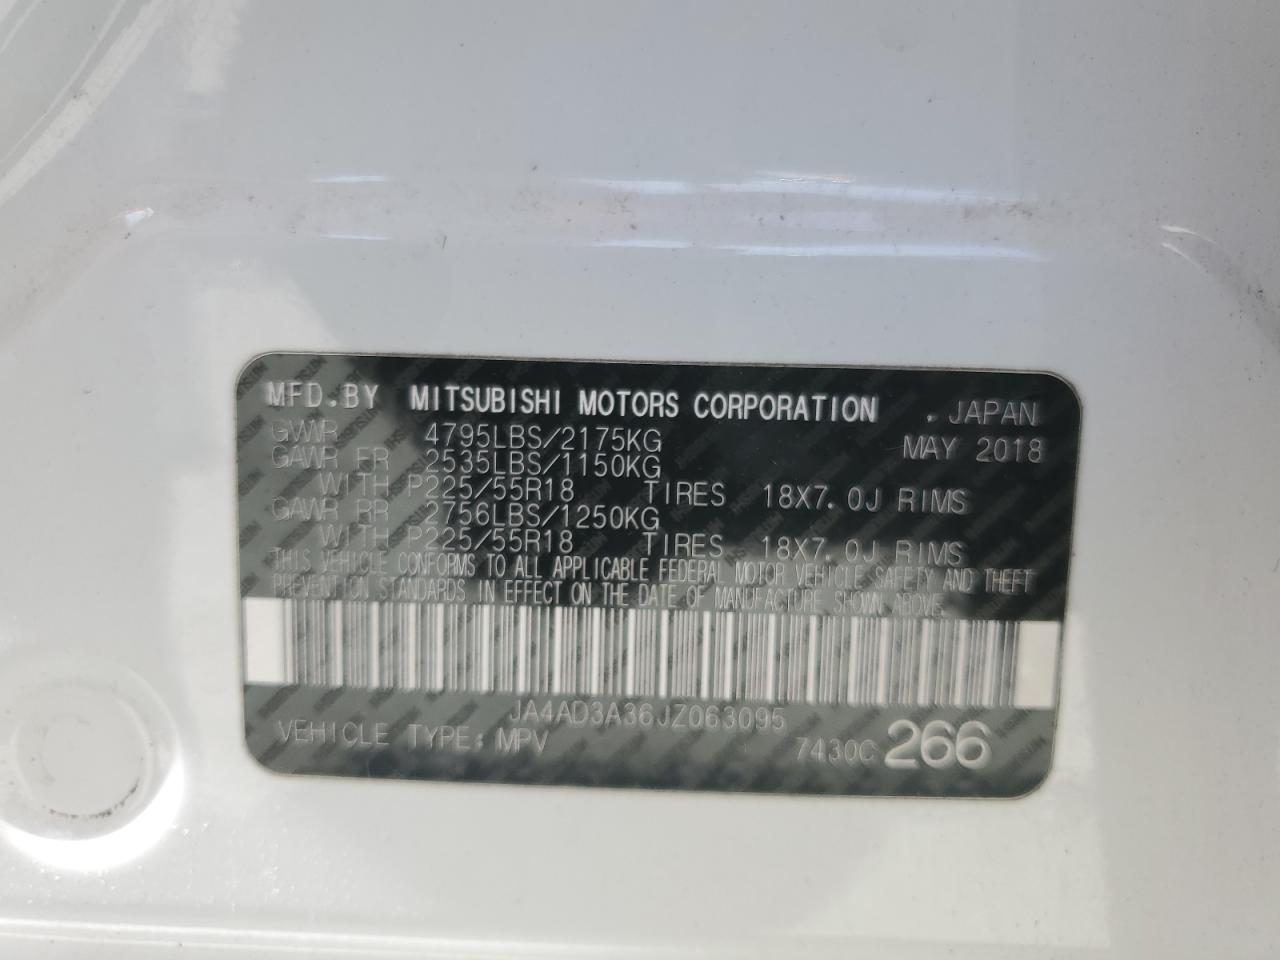 MFD.BY MITSUBISHI MOTORS CORPORATION , JAPAN
GVWR 4795LBS/2175KG MAY 2018
GAWR FR 2535LBS/1150KG
WITH P225/55R18 TIRES 18X7.0J RIMS
GAWR RR 2756LBS/1250KG
WITH P225/55R18 TIRES 18X7.0J RIMS
THIS VEHICLE CONFORMS TO ALL APPLICABLE FEDERAL MOTOR VEHICLE SAFETY AND THEFT
PREVENTION STANDARDS IN EFFECT ON THE DATE OF MANUFACTURE SHOWN ABOVE.
JA4AD3A36JZ063095
VEHICLE TYPE: MPV 7430C 266